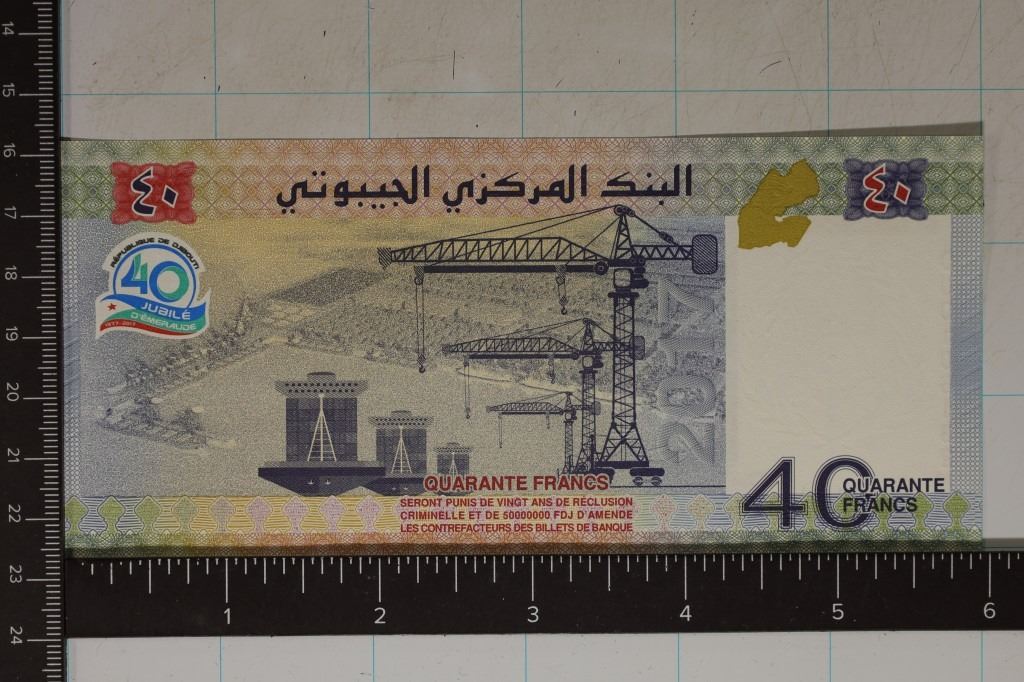 ٤٠
البنك المركزي الجيبوتي
٤٠
RÉPUBLIQUE DE DJIBOUTI
40
JUBILÉ
D'ÉMERAUDE
1977-2017
2017
QUARANTE FRANCS
SERONT PUNIS DE VINGT ANS DE RÉCLUSION
CRIMINELLE ET DE 50000000 FDJ D'AMENDE
LES CONTREFACTEURS DES BILLETS DE BANQUE
40
QUARANTE
FRANCS
14
15
16
17
18
19
20
21
22
23
24
1 2 3 4 5 6